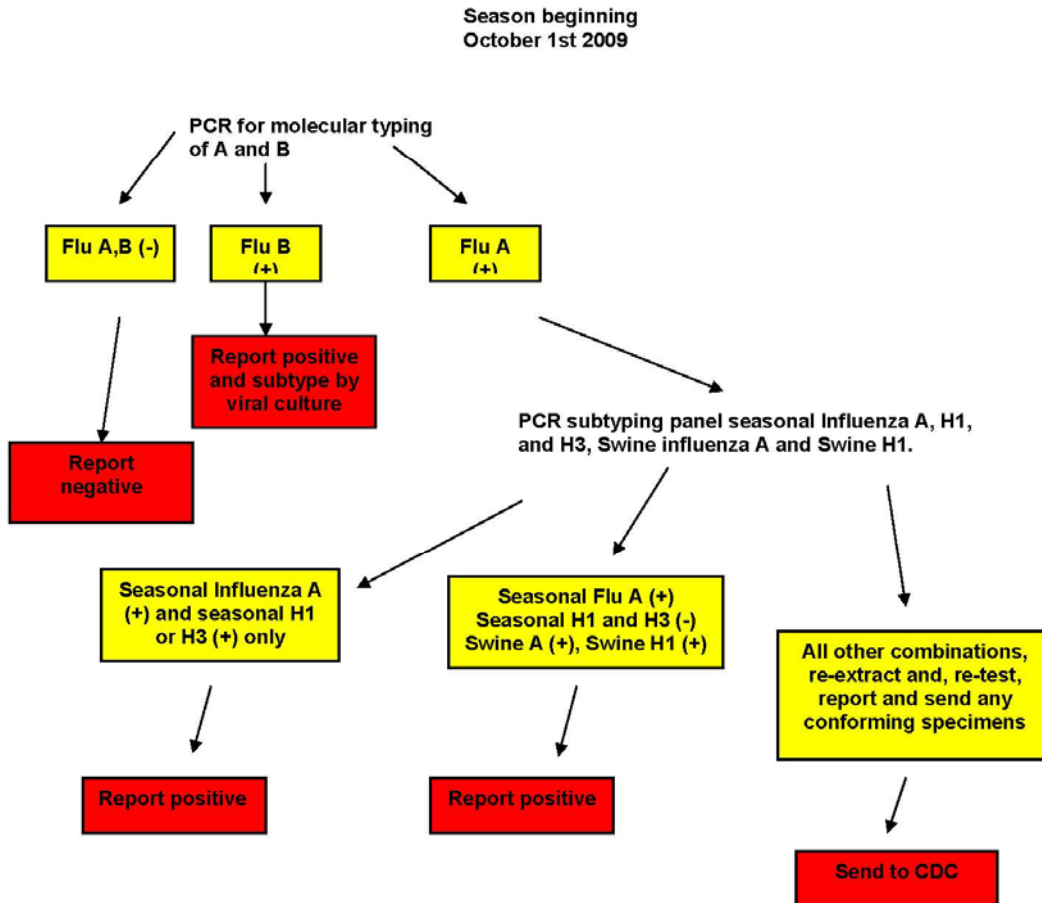 Season beginning
October 1st 2009
PCR for molecular typing
of A and B
Flu A,B (-)
Flu B
(+)
Flu A
(+)
Report positive
and subtype by
viral culture
Report
negative
PCR subtyping panel seasonal Influenza A, H1,
and H3, Swine influenza A and Swine H1.
Seasonal Influenza A
(+) and seasonal H1
or H3 (+) only
Seasonal Flu A (+)
Seasonal H1 and H3 (-)
Swine A (+), Swine H1 (+)
All other combinations,
re-extract and, re-test,
report and send any
conforming specimens
Report positive
Report positive
Send to CDC